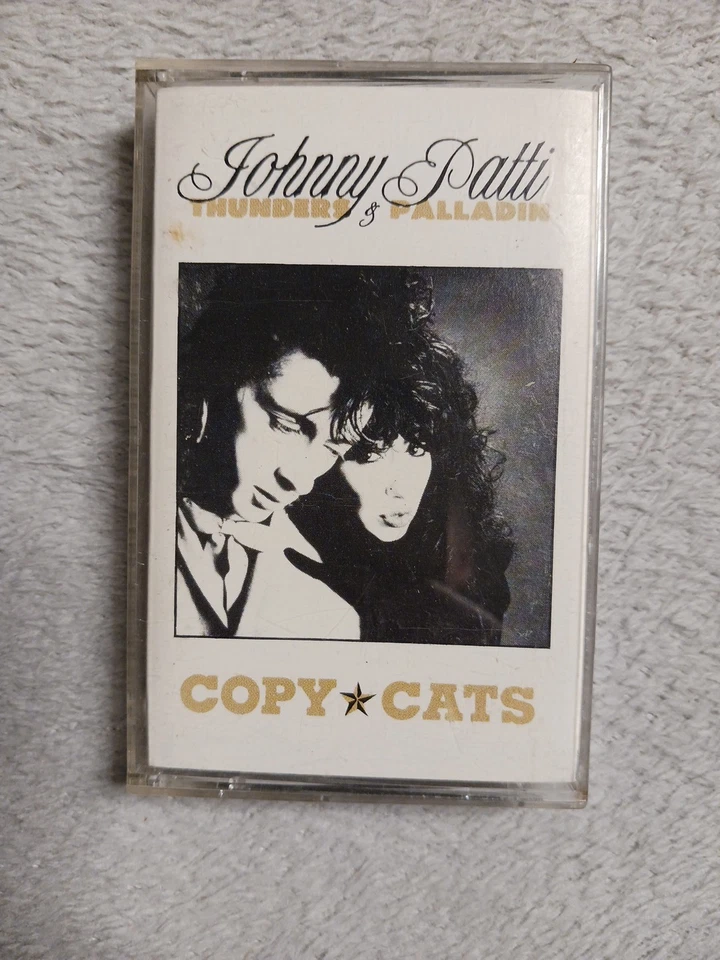 Johnny Patti
THUNDERS & PALLADIN
COPY★CATS